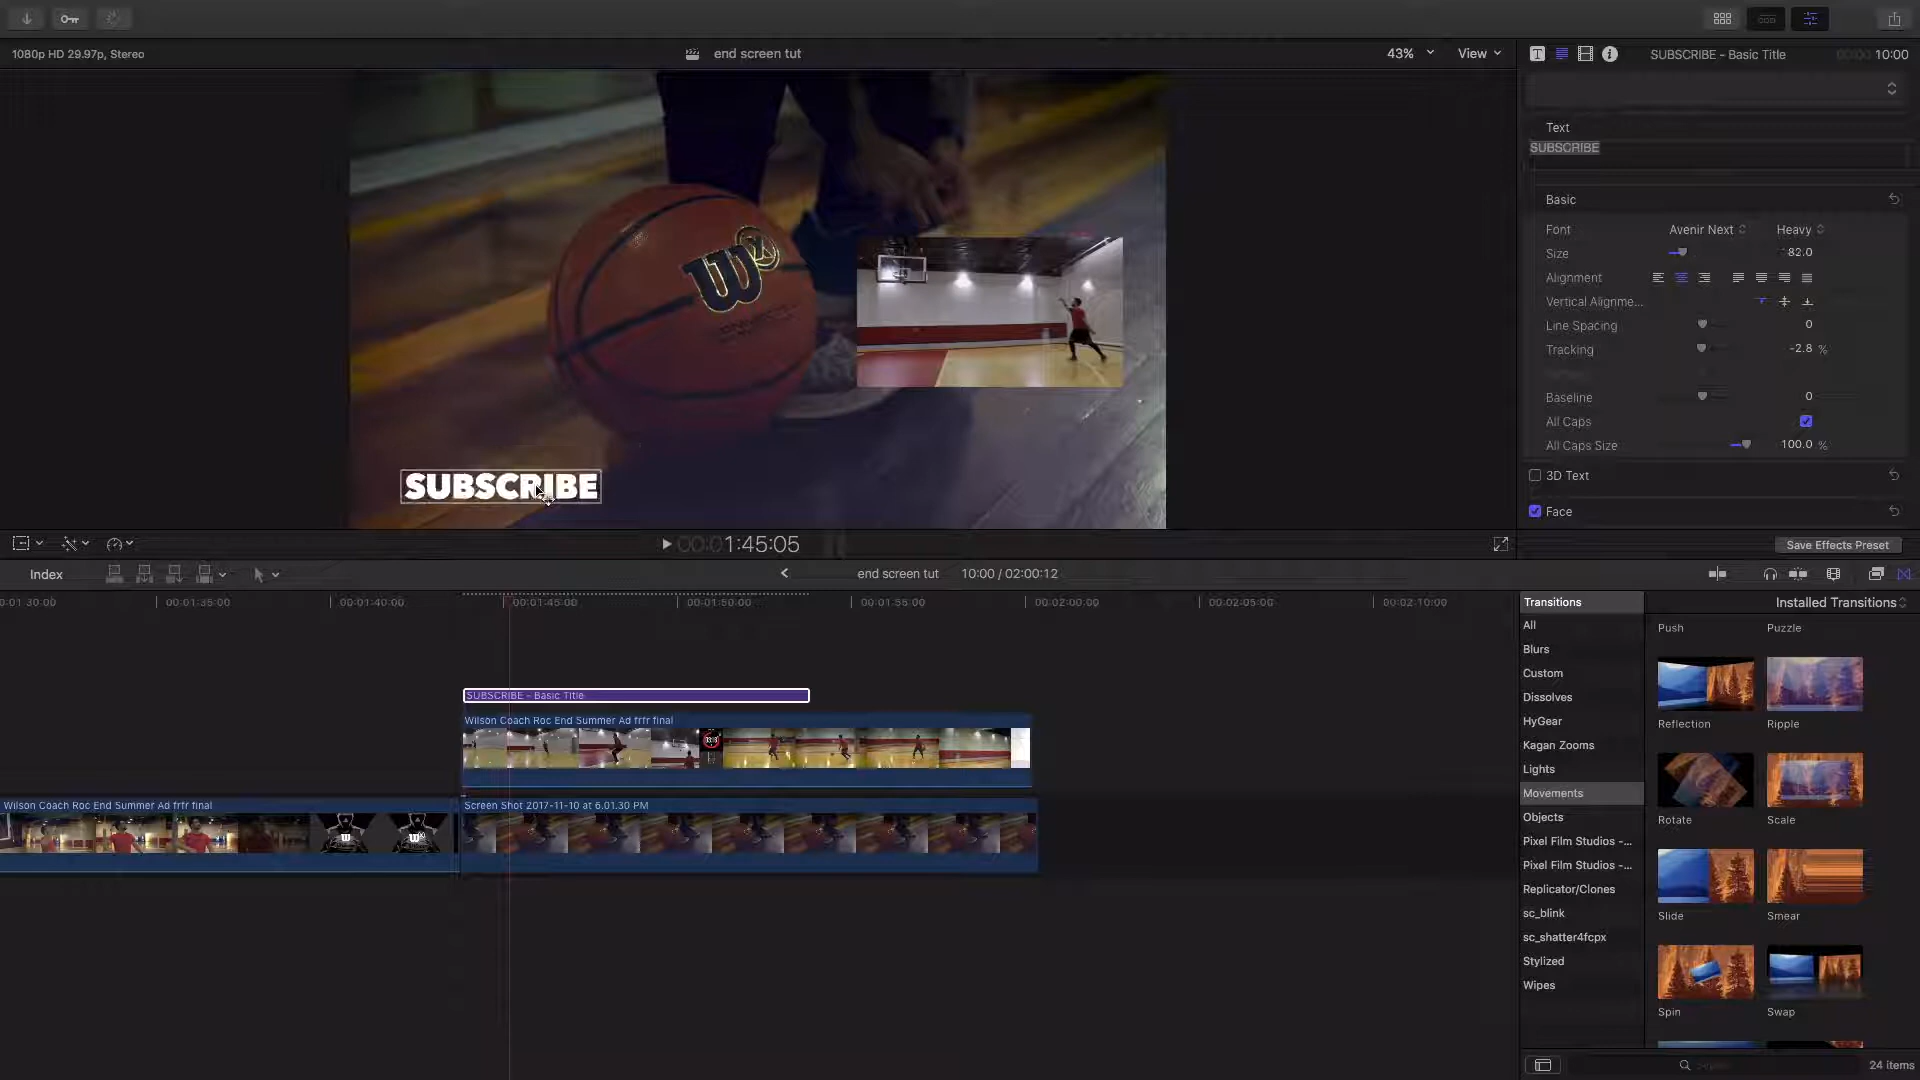 1080p HD 29.97p, Stereo
end screen tut
43%
View
SUBSCRIBE - Basic Title
10:00
Text
SUBSCRIBE
Basic
Font
Avenir Next
Heavy
Size
82.0
Alignment
Vertical Alignme...
Line Spacing
0
Tracking
-2.8 %
Baseline
0
All Caps
All Caps Size
100.0 %
3D Text
Face
Save Effects Preset
W
SUBSCRIBE
1:45:05
Index
end screen tut
10:00 / 02:00:12
0:01:30:00
00:01:35:00
00:01:40:00
00:01:45:00
00:01:50:00
00:01:55:00
00:02:00:00
00:02:05:00
00:02:10:00
SUBSCRIBE - Basic Title
Wilson Coach Roc End Summer Ad frfr final
Wilson Coach Roc End Summer Ad frfr final
Screen Shot 2017-11-10 at 6.01.30 PM
Transitions
All
Blurs
Custom
Dissolves
HyGear
Kagan Zooms
Lights
Movements
Objects
Pixel Film Studios -...
Pixel Film Studios -...
Replicator/Clones
sc_blink
sc_shatter4fcpx
Stylized
Wipes
Installed Transitions
Push
Puzzle
Reflection
Ripple
Rotate
Scale
Slide
Smear
Spin
Swap
24 items